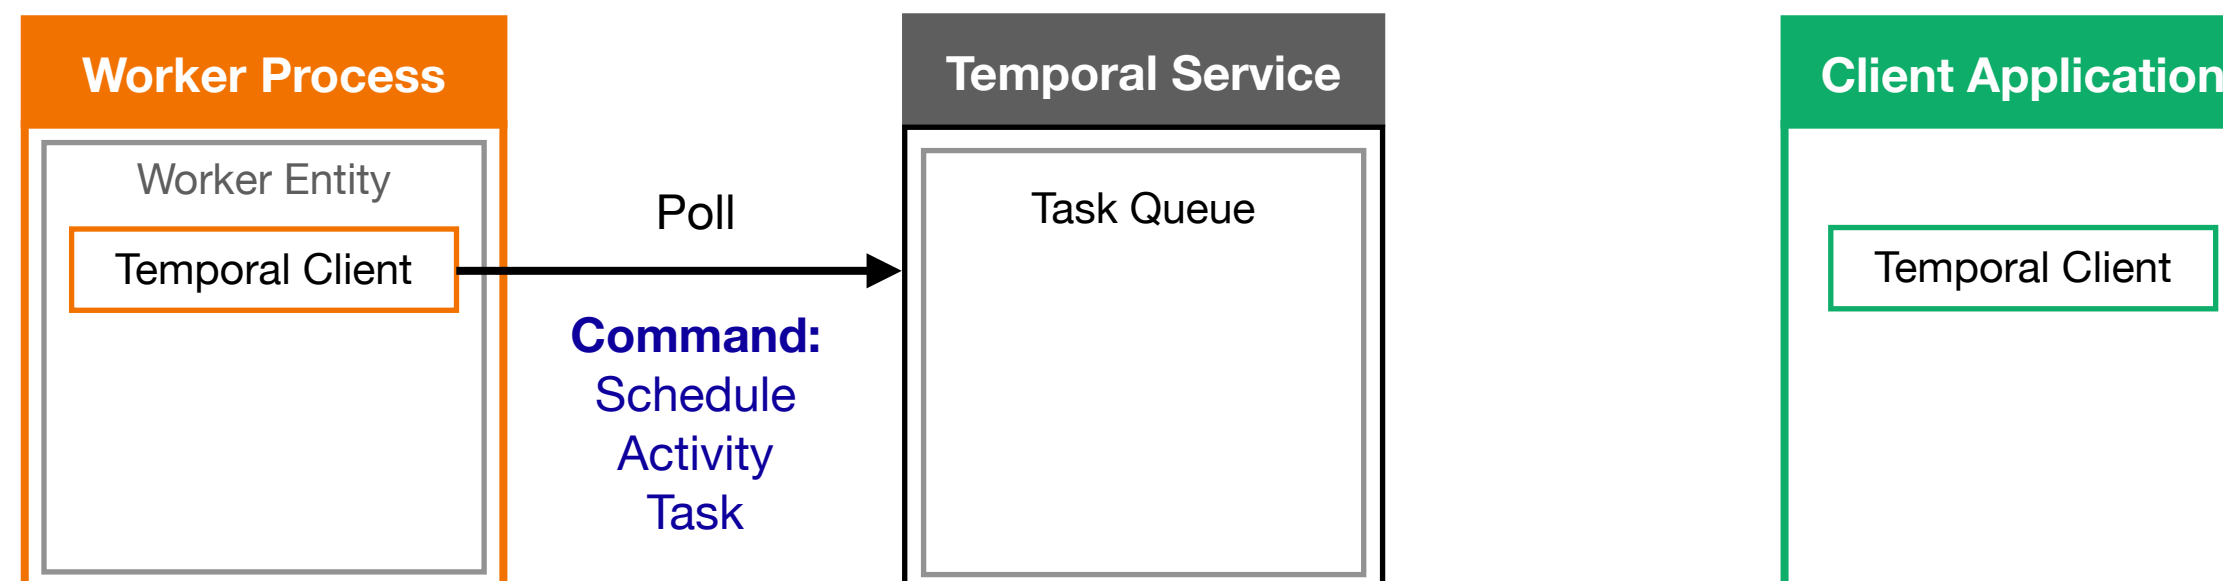 Worker Process
Worker Entity
Temporal Client
Poll
Command:
Schedule
Activity
Task
Temporal Service
Task Queue
Client Application
Temporal Client